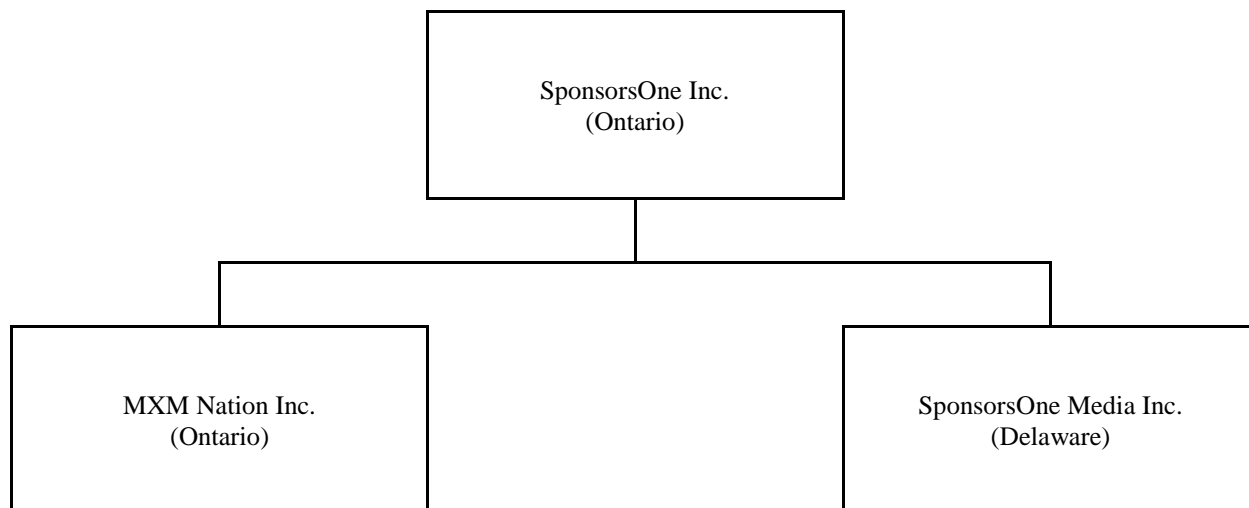 SponsorsOne Inc.
(Ontario)
MXM Nation Inc.
(Ontario)
SponsorsOne Media Inc.
(Delaware)